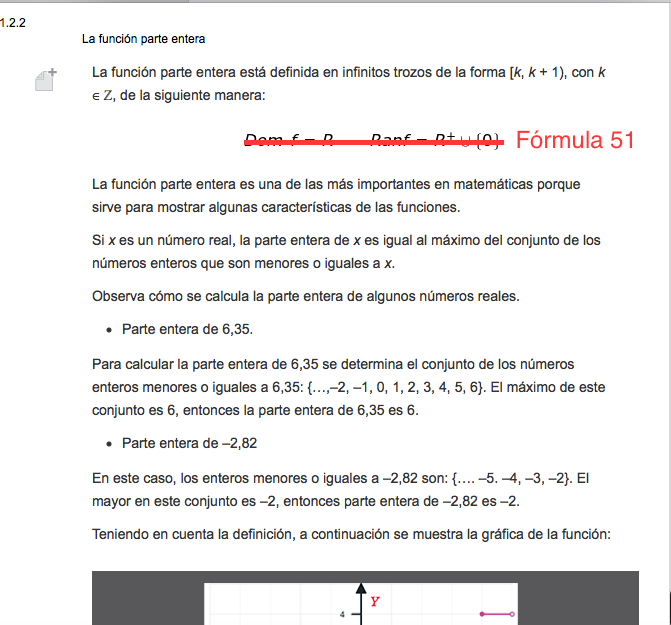 1.2.2
La función parte entera
La función parte entera está definida en infinitos trozos de la forma [k, k + 1), con k
∈ Z, de la siguiente manera:
Dom f = R Ranf = R⁺ ∪ {0} Fórmula 51
La función parte entera es una de las más importantes en matemáticas porque
sirve para mostrar algunas características de las funciones.
Si x es un número real, la parte entera de x es igual al máximo del conjunto de los
números enteros que son menores o iguales a x.
Observa cómo se calcula la parte entera de algunos números reales.
• Parte entera de 6,35.
Para calcular la parte entera de 6,35 se determina el conjunto de los números
enteros menores o iguales a 6,35: {…,–2, –1, 0, 1, 2, 3, 4, 5, 6}. El máximo de este
conjunto es 6, entonces la parte entera de 6,35 es 6.
• Parte entera de –2,82
En este caso, los enteros menores o iguales a –2,82 son: {…. –5. –4, –3, –2}. El
mayor en este conjunto es –2, entonces parte entera de –2,82 es –2.
Teniendo en cuenta la definición, a continuación se muestra la gráfica de la función:
Y
4